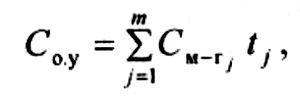 C_{о.у} = \sum_{j=1}^{m} C_{м-г_j} t_j ,